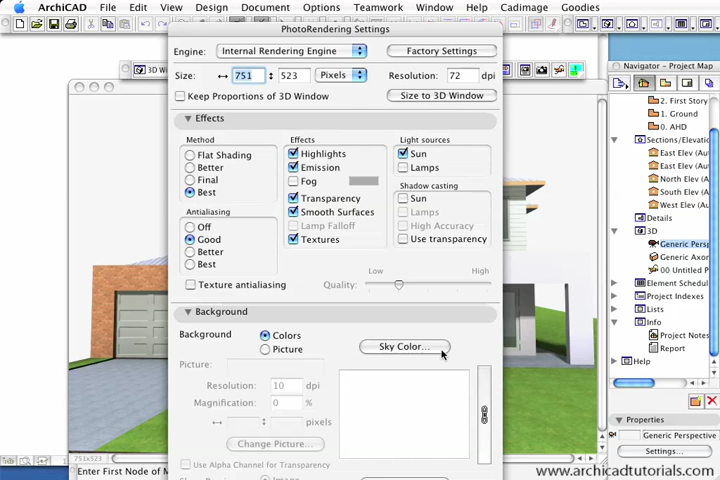 ArchiCAD File Edit View Design Document Options Teamwork Window Help Cadimage Goodies
PhotoRendering Settings
Engine: Internal Rendering Engine Factory Settings
Size: 751 523 Pixels Resolution: 72 dpi
Keep Proportions of 3D Window Size to 3D Window
Effects
Method Effects Light sources
Flat Shading Highlights Sun
Better Emission Lamps
Final Fog
Best Transparency
Smooth Surfaces
Lamp Falloff
Textures
Shadow casting
Sun
Lamps
High Accuracy
Use transparency
Antialiasing
Off
Good
Better
Best
Texture antialiasing Quality: Low High
Background
Background Colors Sky Color...
Picture
Picture:
Resolution: 10 dpi
Magnification: 0 %
pixels
Change Picture...
Use Alpha Channel for Transparency
Image
3D Win
751x523
Enter First Node of M
Navigator - Project Map
2. First Story
1. Ground
0. AHD
Sections/Elevatio
East Elev (Au
East Elev (Au
North Elev (A
South Elev (A
West Elev (Au
Details
3D
Generic Persp
Generic Axon
00 Untitled P
Element Schedul
Project Indexes
Lists
Info
Project Notes
Report
Help
Properties
Generic Perspective
Settings...
www.archicadtutorials.com